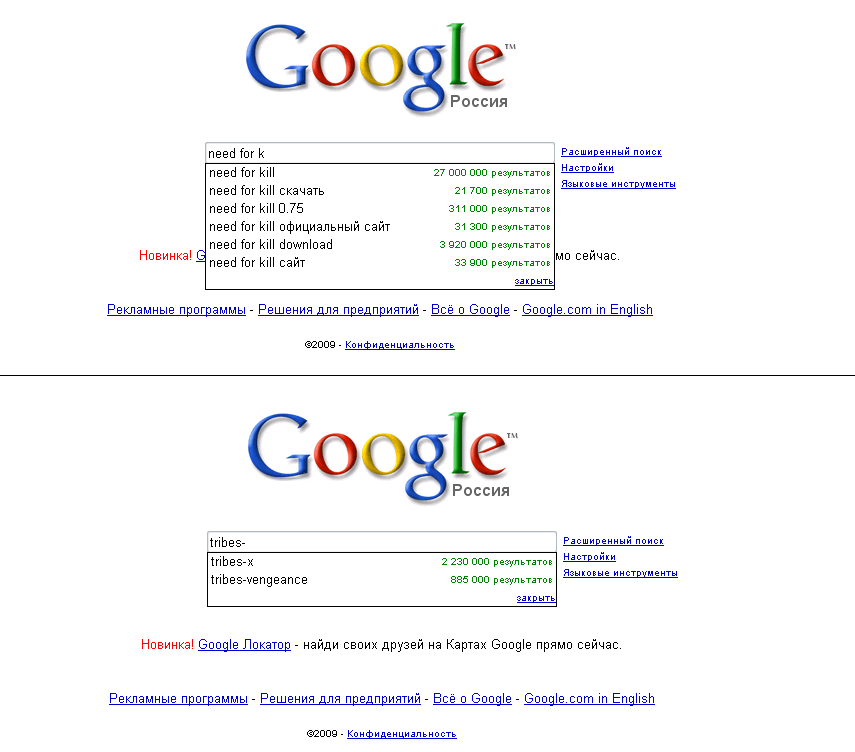 Google™
Россия
need for k
Расширенный поиск
need for kill 27 000 000 результатов
Настройки
need for kill скачать 21 700 результатов
Языковые инструменты
need for kill 0.75 311 000 результатов
need for kill официальный сайт 31 300 результатов
need for kill download 3 920 000 результатов
Новинка! G мо сейчас.
need for kill сайт 33 900 результатов
закрыть
Рекламные программы - Решения для предприятий - Всё о Google - Google.com in English
©2009 - Конфиденциальность
Google™
Россия
tribes-
Расширенный поиск
tribes-x 2 230 000 результатов
Настройки
tribes-vengeance 885 000 результатов
Языковые инструменты
закрыть
Новинка! Google Локатор - найди своих друзей на Картах Google прямо сейчас.
Рекламные программы - Решения для предприятий - Всё о Google - Google.com in English
©2009 - Конфиденциальность